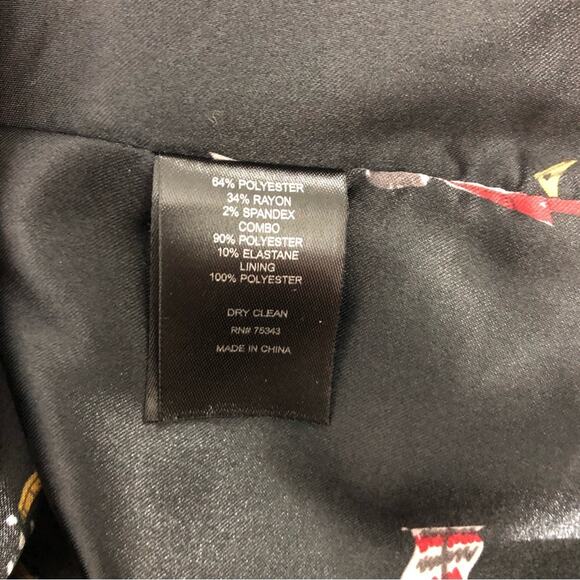 64% POLYESTER
34% RAYON
2% SPANDEX
COMBO
90% POLYESTER
10% ELASTANE
LINING
100% POLYESTER
DRY CLEAN
RN# 75343
MADE IN CHINA